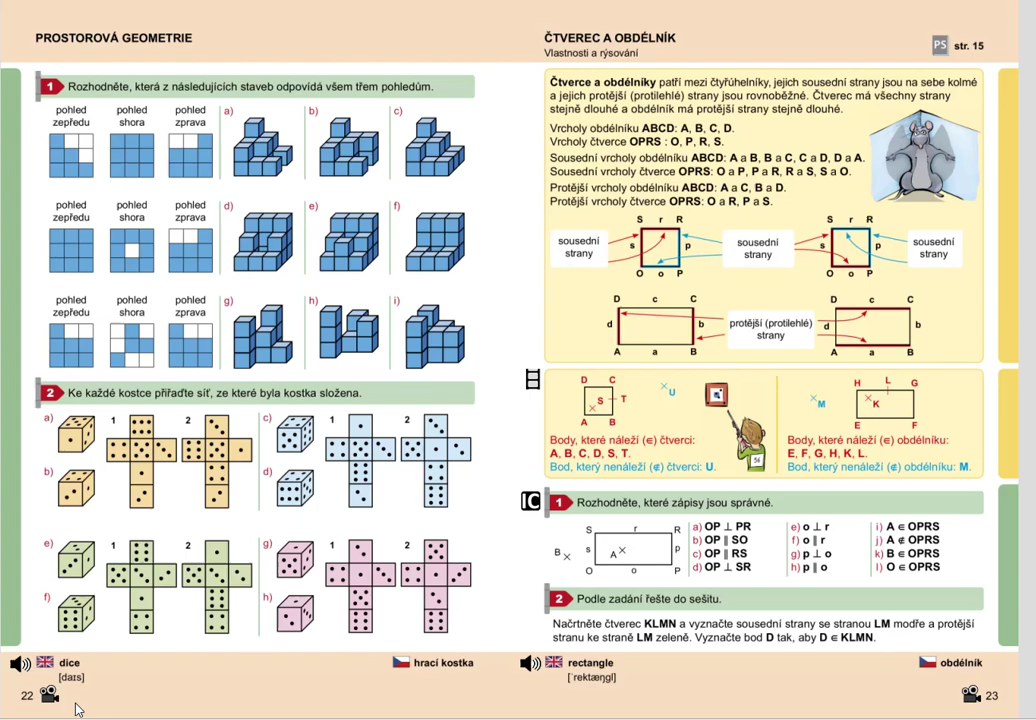 PROSTOROVÁ GEOMETRIE
1 Rozhodněte, která z následujících staveb odpovídá všem třem pohledům.
pohled zepředu
pohled shora
pohled zprava
a)
b)
c)
pohled zepředu
pohled shora
pohled zprava
d)
e)
f)
pohled zepředu
pohled shora
pohled zprava
g)
h)
i)
2 Ke každé kostce přiřaďte síť, ze které byla kostka složena.
a)
1
2
c)
1
2
b)
d)
e)
1
2
g)
1
2
f)
h)
dice
[daɪs]
hrací kostka
22
ČTVEREC A OBDÉLNÍK
Vlastnosti a rýsování
PS str. 15
Čtverce a obdélníky patří mezi čtyřúhelníky, jejich sousední strany jsou na sebe kolmé
a jejich protější (protilehlé) strany jsou rovnoběžné. Čtverec má všechny strany
stejně dlouhé a obdélník má protější strany stejně dlouhé.
Vrcholy obdélníku ABCD: A, B, C, D.
Vrcholy čtverce OPRS : O, P, R, S.
Sousední vrcholy obdélníku ABCD: A a B, B a C, C a D, D a A.
Sousední vrcholy čtverce OPRS: O a P, P a R, R a S, S a O.
Protější vrcholy obdélníku ABCD: A a C, B a D.
Protější vrcholy čtverce OPRS: O a R, P a S.
S r R
S r R
sousední strany
s
p
sousední strany
s
p
sousední strany
O o P
O o P
D c C
D c C
d
b
protější (protilehlé) strany
d
b
A a B
A a B
D C
U
S T
A B
H L G
M
K
E F
56
Body, které náleží (∈) čtverci:
A, B, C, D, S, T.
Bod, který nenáleží (∉) čtverci: U.
Body, které náleží (∈) obdélníku:
E, F, G, H, K, L.
Bod, který nenáleží (∉) obdélníku: M.
IC
1 Rozhodněte, které zápisy jsou správné.
S r R
B s A p
O o P
a) OP ⊥ PR
b) OP ∥ SO
c) OP ∥ RS
d) OP ⊥ SR
e) o ⊥ r
f) o ∥ r
g) p ⊥ o
h) p ∥ o
i) A ∈ OPRS
j) A ∉ OPRS
k) B ∈ OPRS
l) O ∈ OPRS
2 Podle zadání řešte do sešitu.
Načrtněte čtverec KLMN a vyznačte sousední strany se stranou LM modře a protější
stranu ke straně LM zeleně. Vyznačte bod D tak, aby D ∈ KLMN.
rectangle
[ˈrektæŋgl]
obdélník
23